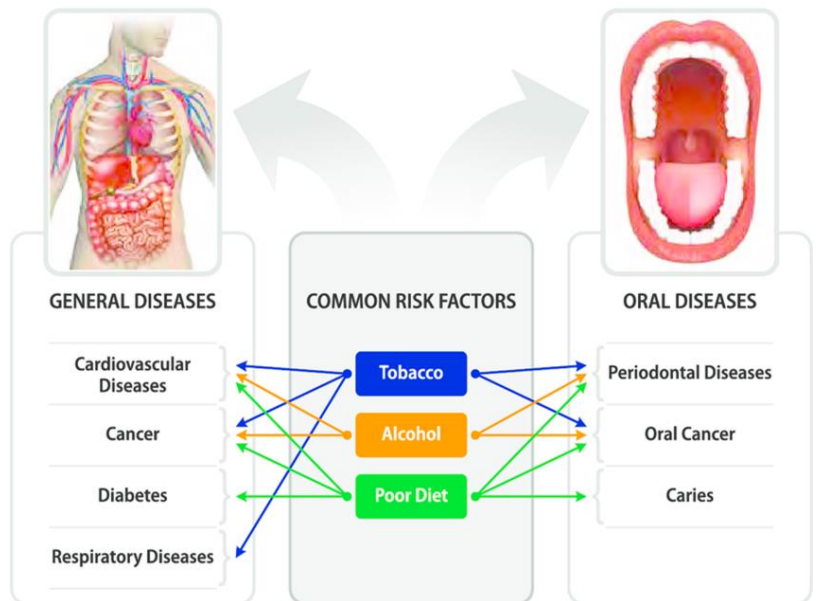 GENERAL DISEASES
Cardiovascular
Diseases
Cancer
Diabetes
Respiratory Diseases
COMMON RISK FACTORS
Tobacco
Alcohol
Poor Diet
ORAL DISEASES
Periodontal Diseases
Oral Cancer
Caries